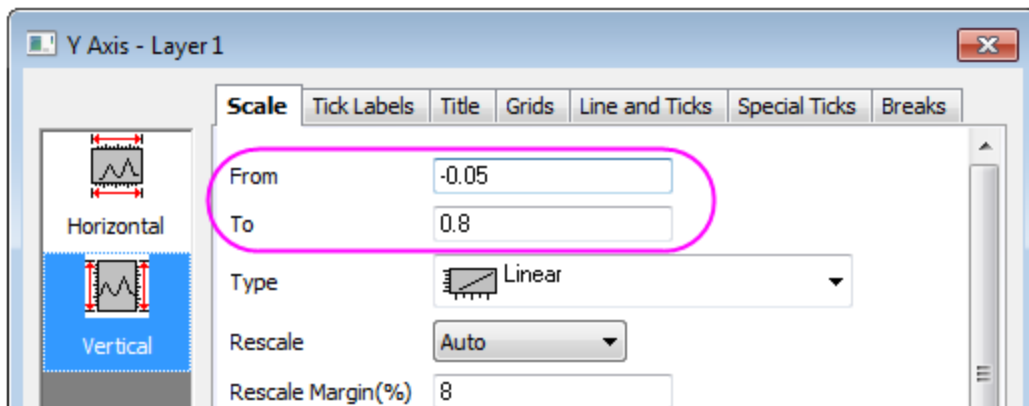 Y Axis - Layer 1
Scale Tick Labels Title Grids Line and Ticks Special Ticks Breaks
From -0.05
Horizontal To 0.8
Type Linear
Vertical Rescale Auto
Rescale Margin(%) 8